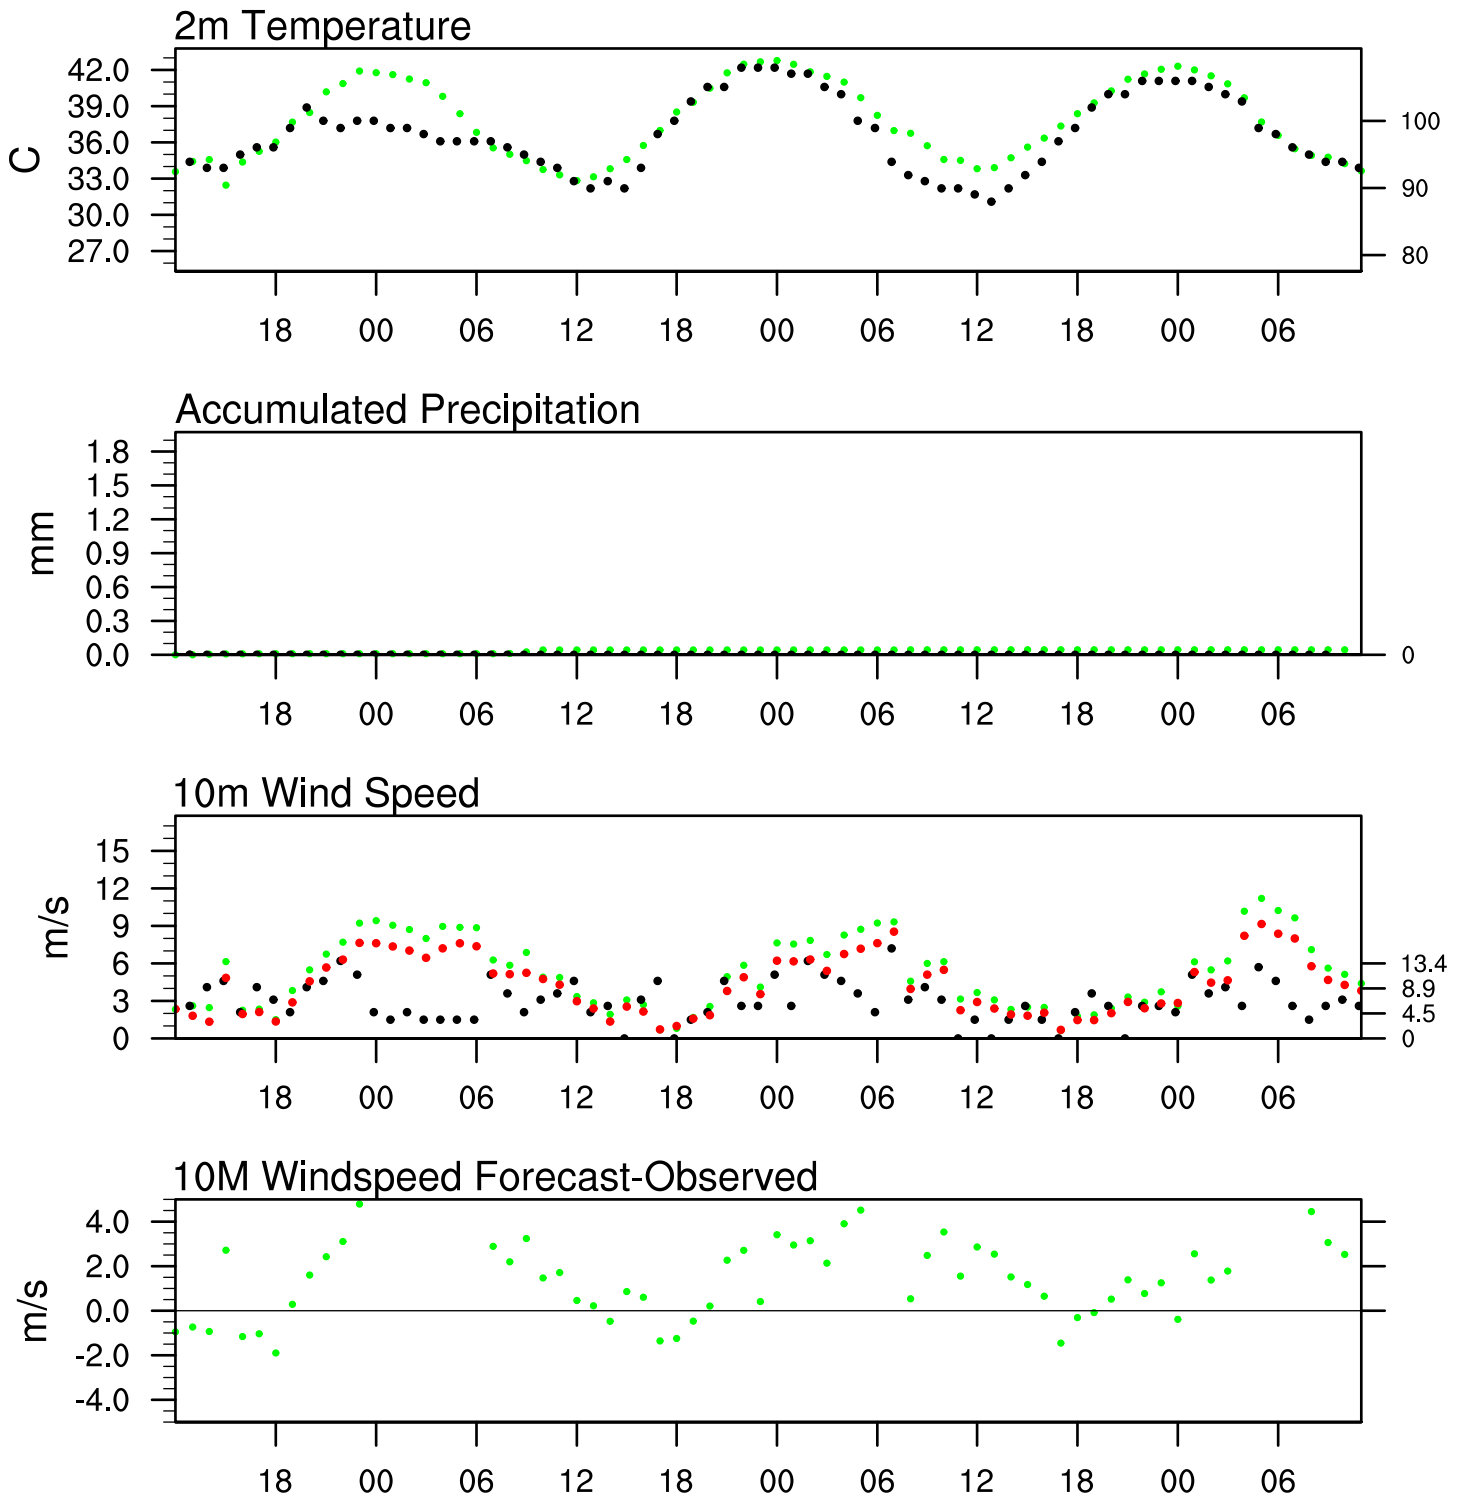 2m Temperature
42.0
39.0
36.0
33.0
30.0
27.0
C
100
90
80
18 00 06 12 18 00 06 12 18 00 06
Accumulated Precipitation
1.8
1.5
1.2
0.9
0.6
0.3
0.0
mm
0
18 00 06 12 18 00 06 12 18 00 06
10m Wind Speed
15
12
9
6
3
0
m/s
13.4
8.9
4.5
0
18 00 06 12 18 00 06 12 18 00 06
10M Windspeed Forecast-Observed
4.0
2.0
0.0
-2.0
-4.0
m/s
18 00 06 12 18 00 06 12 18 00 06